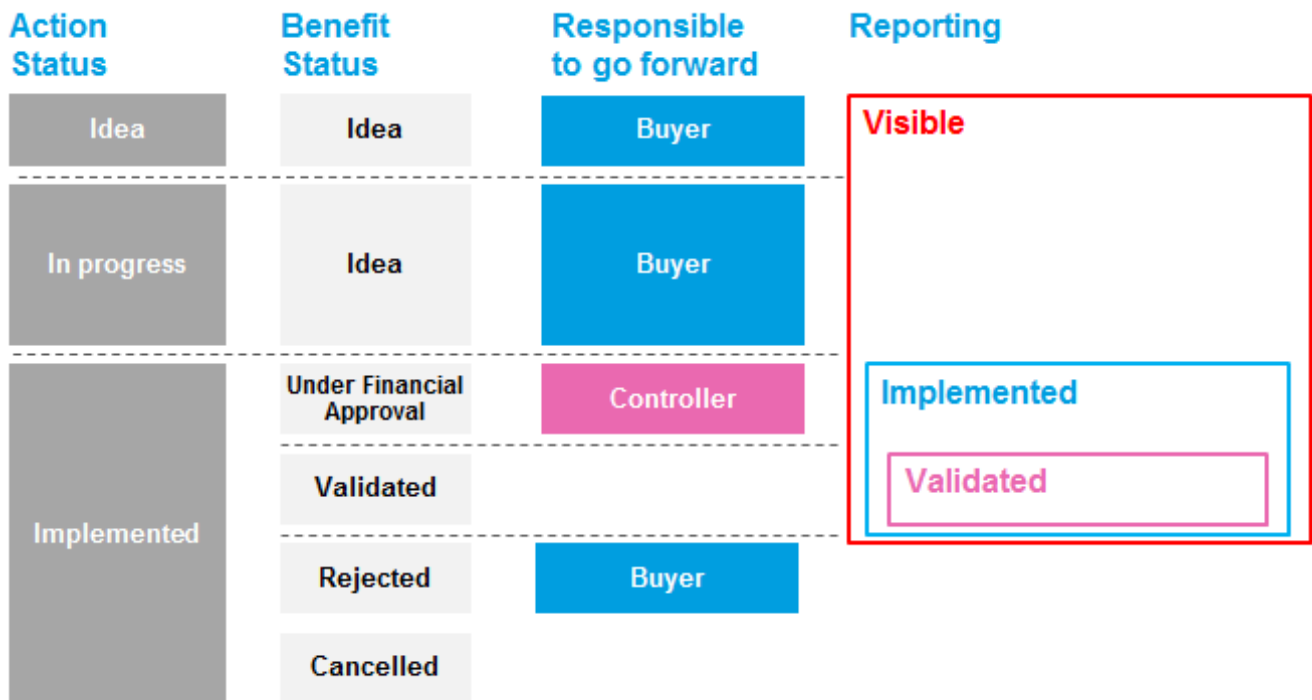 Action
Status
Benefit
Status
Responsible
to go forward
Reporting
Idea
Idea
Buyer
Visible
In progress
Idea
Buyer
Implemented
Under Financial
Approval
Controller
Implemented
Validated
Validated
Rejected
Buyer
Cancelled